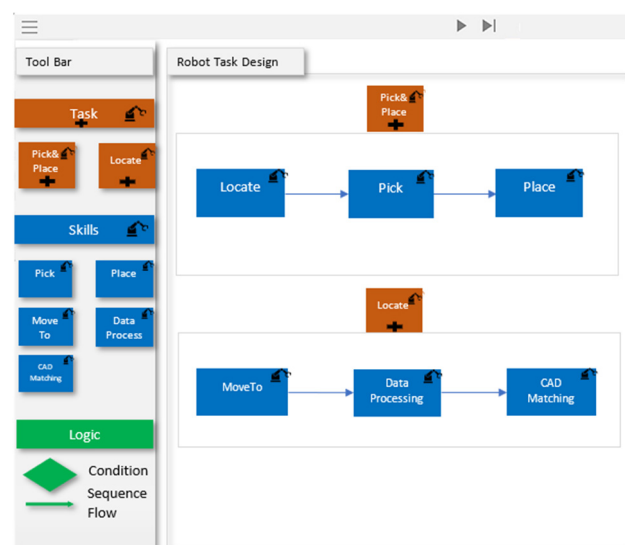 Tool Bar
Robot Task Design
Task
Pick&
Place
Locate
Skills
Pick
Place
Move
To
Data
Process
CAD
Matching
Logic
Condition
Sequence
Flow
Pick&
Place
Locate
Pick
Place
Locate
MoveTo
Data
Processing
CAD
Matching